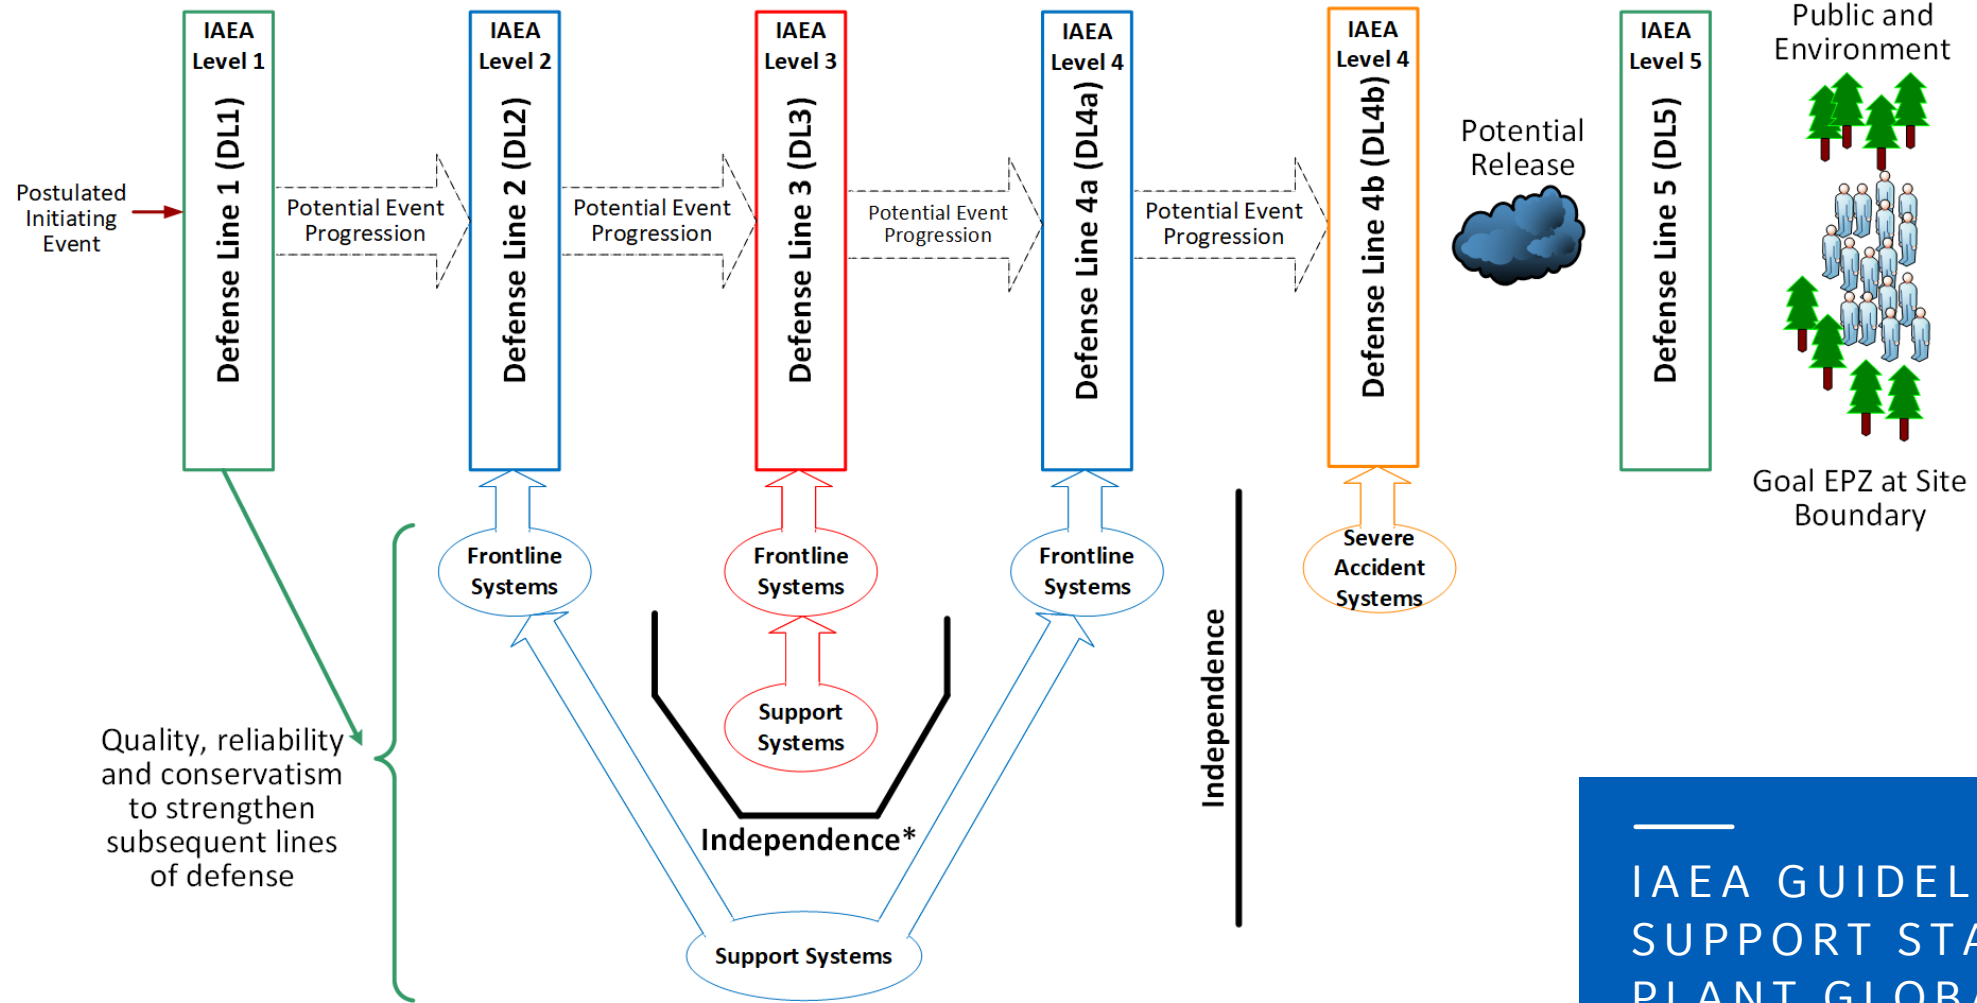 IAEA
Level 1
Defense Line 1 (DL1)
IAEA
Level 2
Defense Line 2 (DL2)
IAEA
Level 3
Defense Line 3 (DL3)
IAEA
Level 4
Defense Line 4a (DL4a)
IAEA
Level 4
Defense Line 4b (DL4b)
IAEA
Level 5
Defense Line 5 (DL5)
Public and
Environment
Postulated
Initiating
Event
Potential Event
Progression
Potential Event
Progression
Potential Event
Progression
Potential Event
Progression
Potential
Release
Goal EPZ at Site
Boundary
Frontline
Systems
Frontline
Systems
Frontline
Systems
Severe
Accident
Systems
Support
Systems
Independence*
Independence
Quality, reliability
and conservatism
to strengthen
subsequent lines
of defense
Support Systems
IAEA GUIDEL
SUPPORT STA
PLANT GLOBA